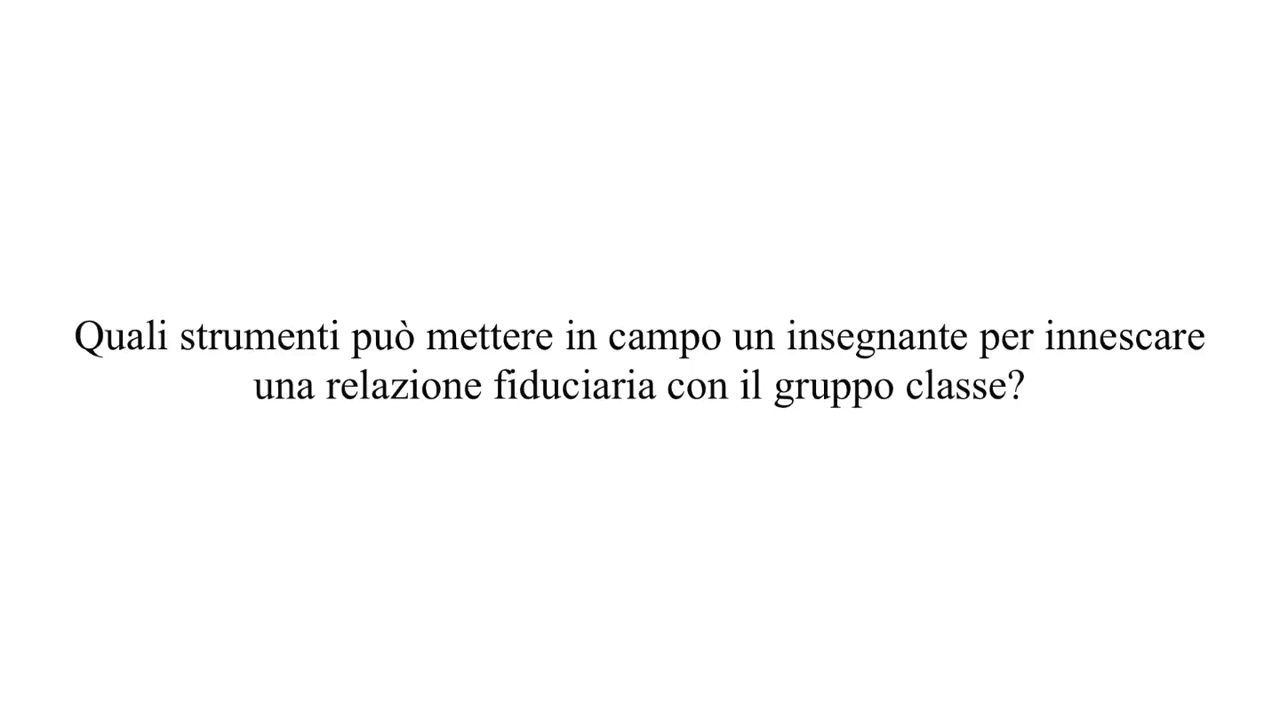 Quali strumenti può mettere in campo un insegnante per innescare
una relazione fiduciaria con il gruppo classe?